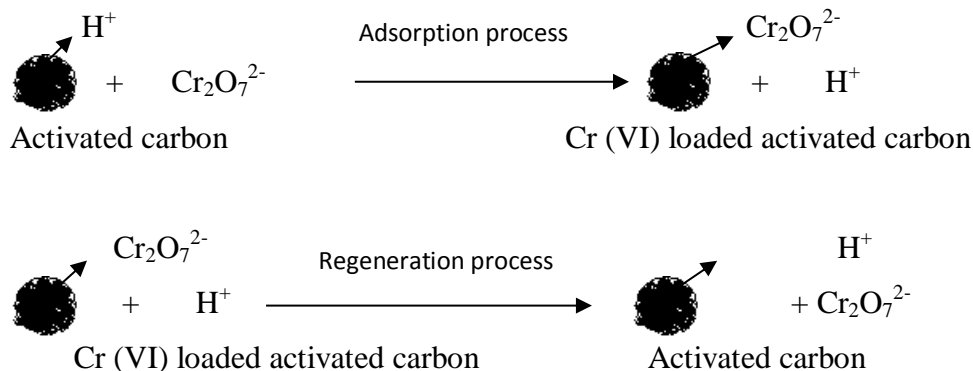 H⁺ Adsorption process Cr₂O₇²⁻
+ Cr₂O₇²⁻ + H⁺
Activated carbon Cr (VI) loaded activated carbon
Cr₂O₇²⁻ Regeneration process H⁺
+ H⁺ + Cr₂O₇²⁻
Cr (VI) loaded activated carbon Activated carbon